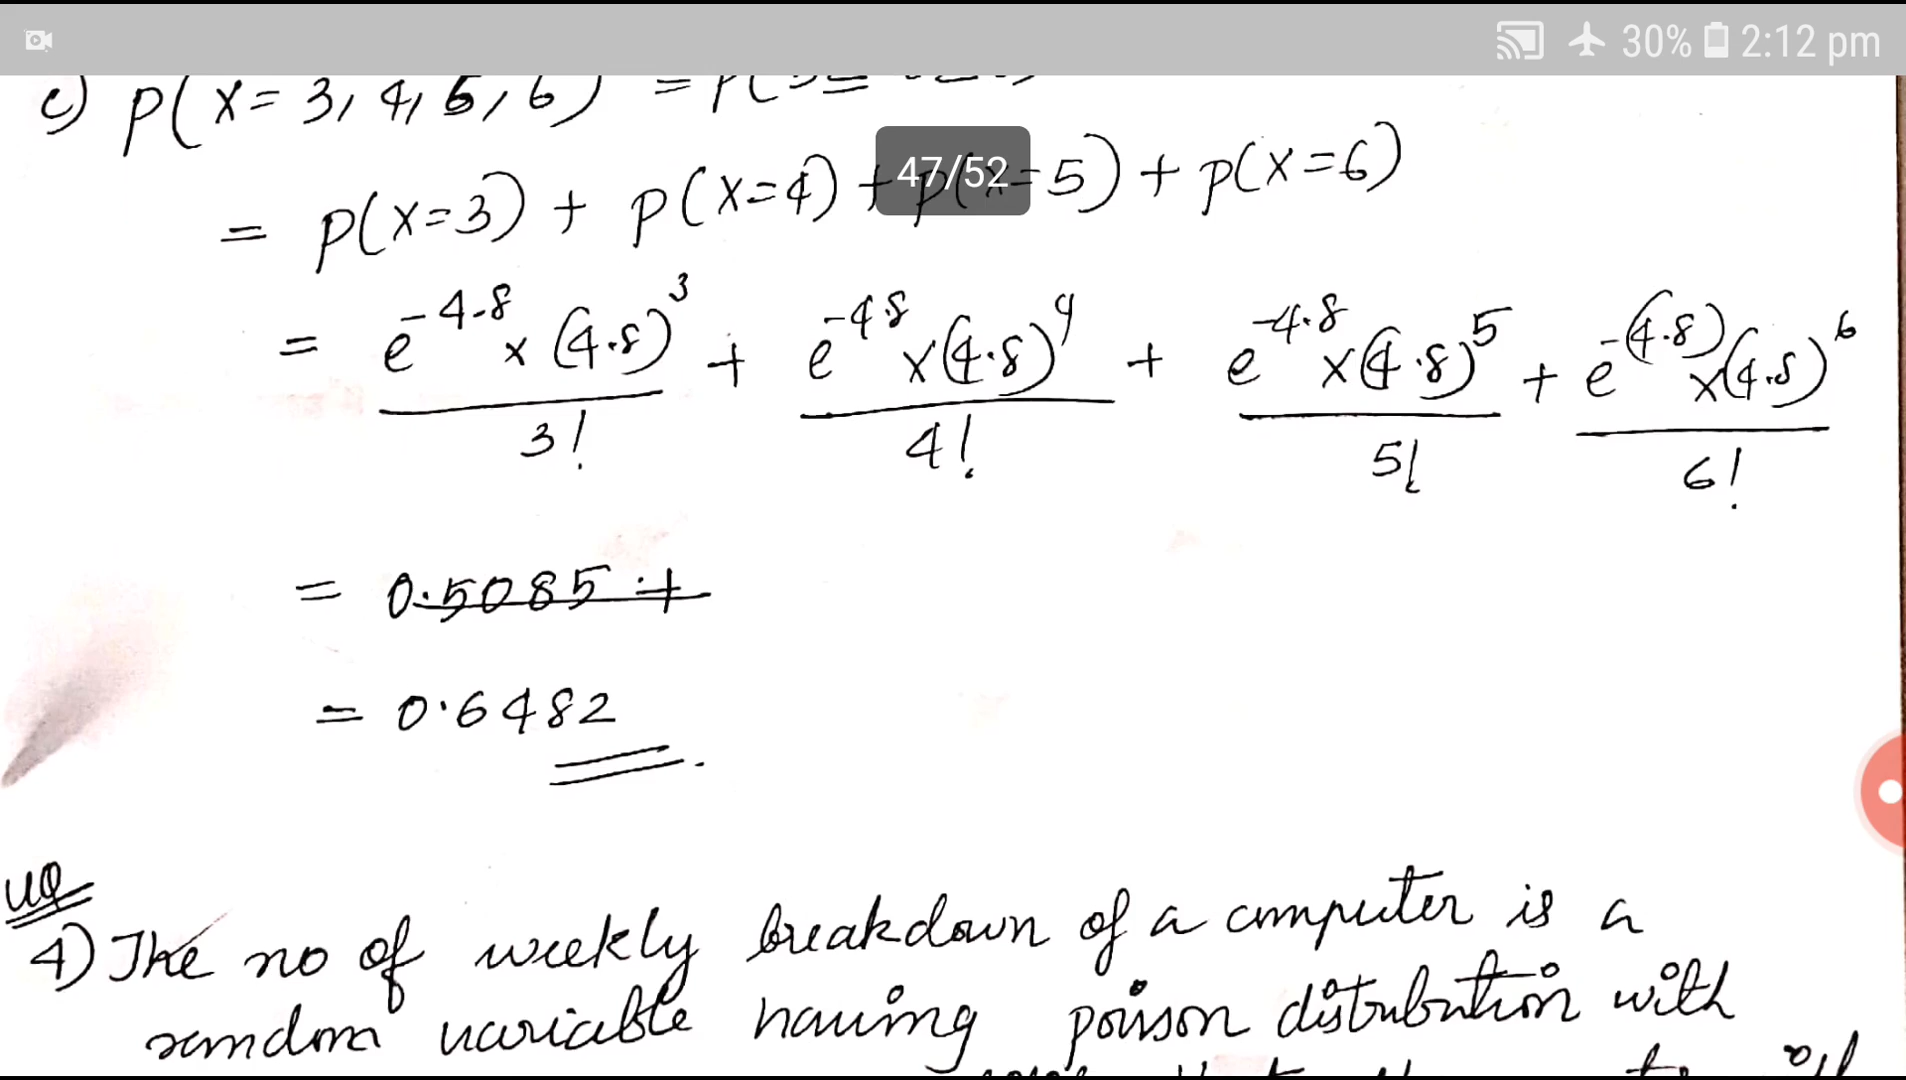 30% 2:12 pm
c) p(x=3,4,5,6) =
47/52
= p(x=3) + p(x=4) + p(x=5) + p(x=6)
= e^-4.8 × (4.8)^3 / 3! + e^-4.8 × (4.8)^4 / 4! + e^-4.8 × (4.8)^5 / 5! + e^-(4.8) × (4.8)^6 / 6!
= 0.5085 +
= 0.6482
UQ
4) The no of weekly breakdown of a computer is a
random variable having poison distribution with